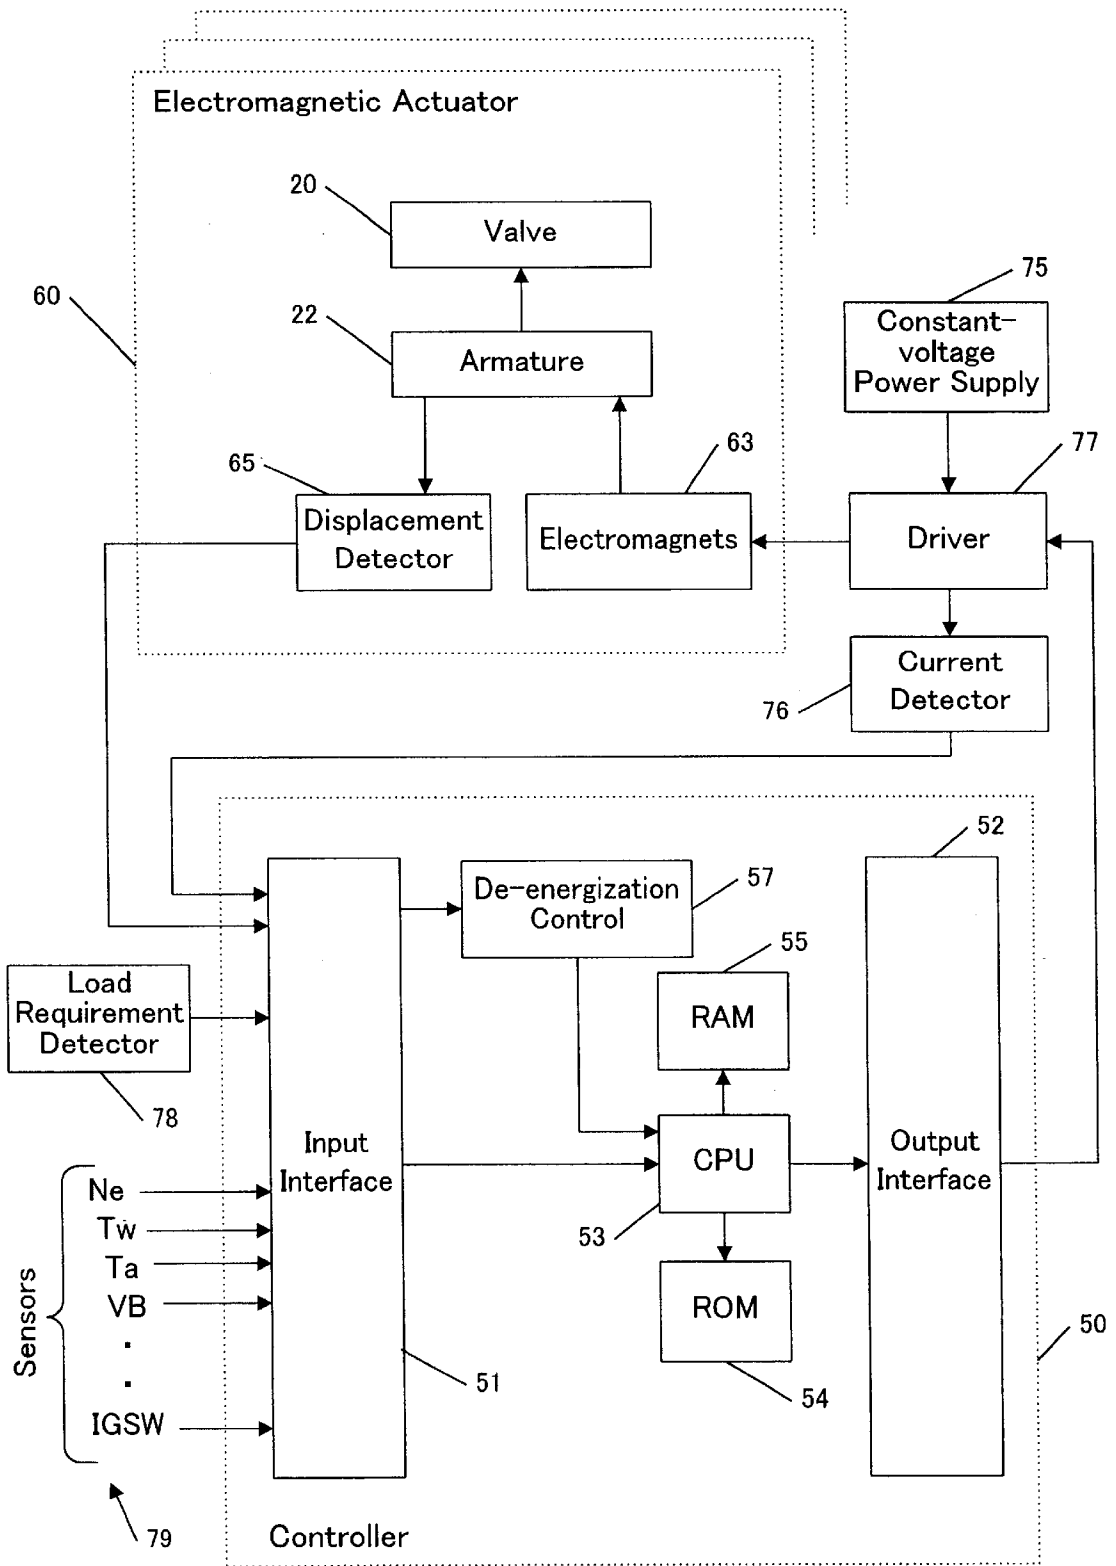 Electromagnetic Actuator
20
Valve
60
22
Armature
75
Constant-
voltage
Power Supply
65
63
77
Displacement
Detector
Electromagnets
Driver
76
Current
Detector
52
57
De-energization
Control
55
RAM
Load
Requirement
Detector
78
Input
Interface
CPU
53
Output
Interface
Sensors
Ne
Tw
Ta
VB
.
.
IGSW
ROM
54
51
50
79
Controller